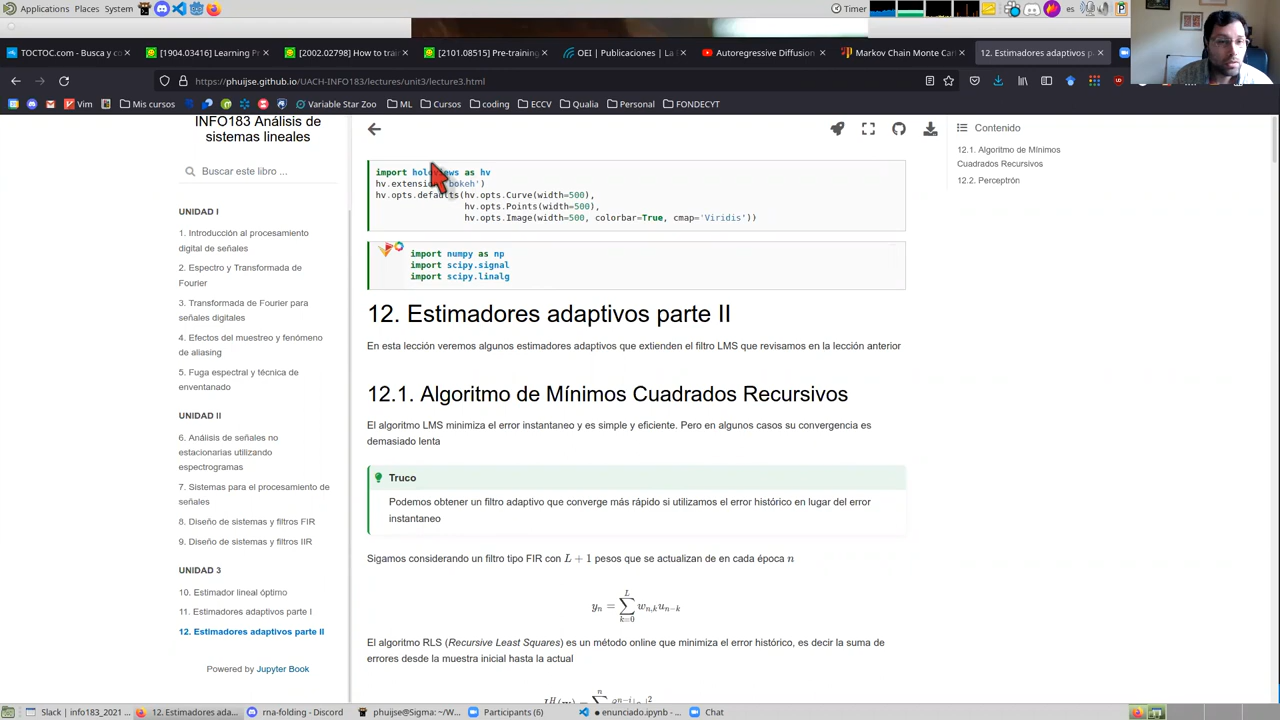 Applications Places System
Timer
es
TOCTOC.com - Busca y co
[1904.03416] Learning Pr
[2002.02798] How to train
[2101.08515] Pre-training
OEI | Publicaciones | La
Autoregressive Diffusion
Markov Chain Monte Carl
12. Estimadores adaptivos pa
https://phuijse.github.io/UACH-INFO183/lectures/unit3/lecture3.html
Vim
Mis cursos
Variable Star Zoo
ML
Cursos
coding
ECCV
Qualia
Personal
FONDECYT
INFO183 Análisis de
sistemas lineales
Buscar este libro ...
UNIDAD I
1. Introducción al procesamiento
digital de señales
2. Espectro y Transformada de
Fourier
3. Transformada de Fourier para
señales digitales
4. Efectos del muestreo y fenómeno
de aliasing
5. Fuga espectral y técnica de
enventanado
UNIDAD II
6. Análisis de señales no
estacionarias utilizando
espectrogramas
7. Sistemas para el procesamiento de
señales
8. Diseño de sistemas y filtros FIR
9. Diseño de sistemas y filtros IIR
UNIDAD 3
10. Estimador lineal óptimo
11. Estimadores adaptivos parte I
12. Estimadores adaptivos parte II
Powered by Jupyter Book
import holoviews as hv
hv.extension('bokeh')
hv.opts.defaults(hv.opts.Curve(width=500),
hv.opts.Points(width=500),
hv.opts.Image(width=500, colorbar=True, cmap='Viridis'))
import numpy as np
import scipy.signal
import scipy.linalg
12. Estimadores adaptivos parte II
En esta lección veremos algunos estimadores adaptivos que extienden el filtro LMS que revisamos en la lección anterior
12.1. Algoritmo de Mínimos Cuadrados Recursivos
El algoritmo LMS minimiza el error instantaneo y es simple y eficiente. Pero en algunos casos su convergencia es
demasiado lenta
Truco
Podemos obtener un filtro adaptivo que converge más rápido si utilizamos el error histórico en lugar del error
instantaneo
Sigamos considerando un filtro tipo FIR con L + 1 pesos que se actualizan de en cada época n
y_n = \sum_{k=0}^{L} w_{n,k} u_{n-k}
El algoritmo RLS (Recursive Least Squares) es un método online que minimiza el error histórico, es decir la suma de
errores desde la muestra inicial hasta la actual
Contenido
12.1. Algoritmo de Mínimos
Cuadrados Recursivos
12.2. Perceptrón
Slack | info183_2021
12. Estimadores ada...
rna-folding - Discord
phuijse@Sigma: ~/W...
Participants (6)
enunciado.ipynb - ...
Chat